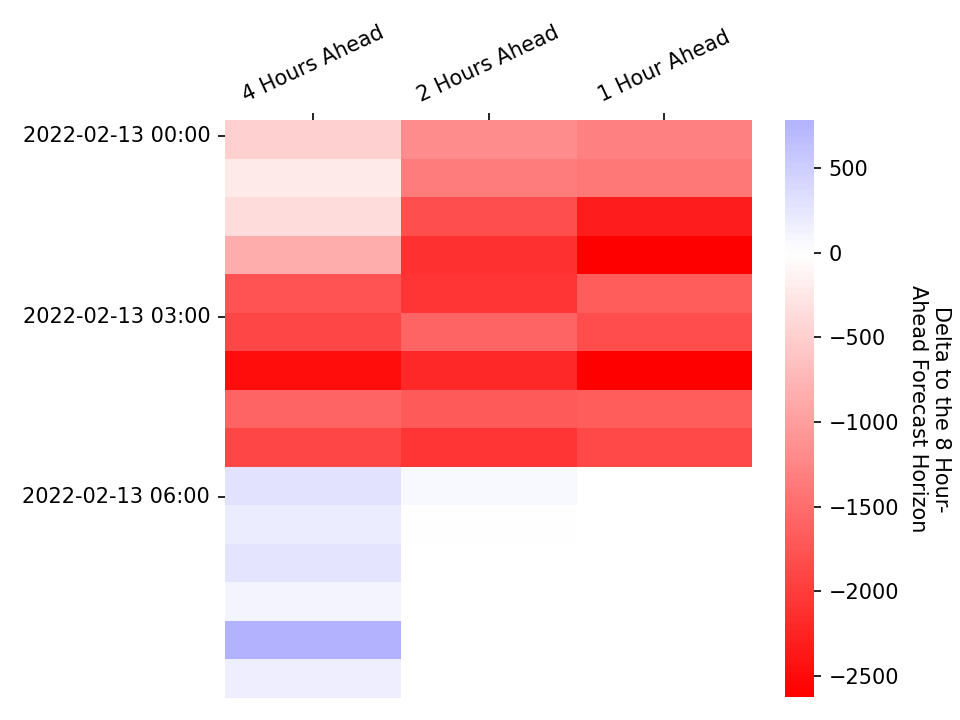 4 Hours Ahead
2 Hours Ahead
1 Hour Ahead
2022-02-13 00:00
2022-02-13 03:00
2022-02-13 06:00
500
0
−500
−1000
−1500
−2000
−2500
Delta to the 8 Hour-
Ahead Forecast Horizon